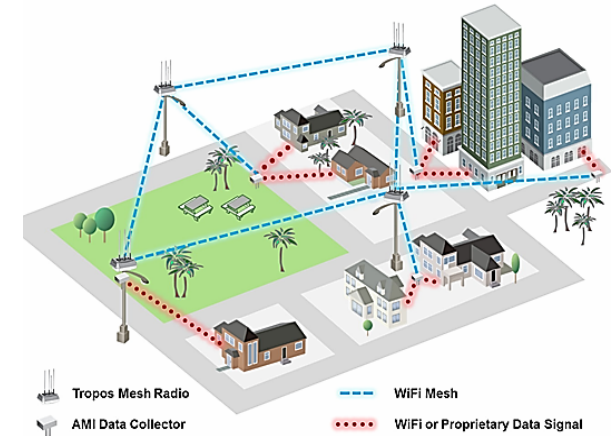 Tropos Mesh Radio
WiFi Mesh
AMI Data Collector
WiFi or Proprietary Data Signal